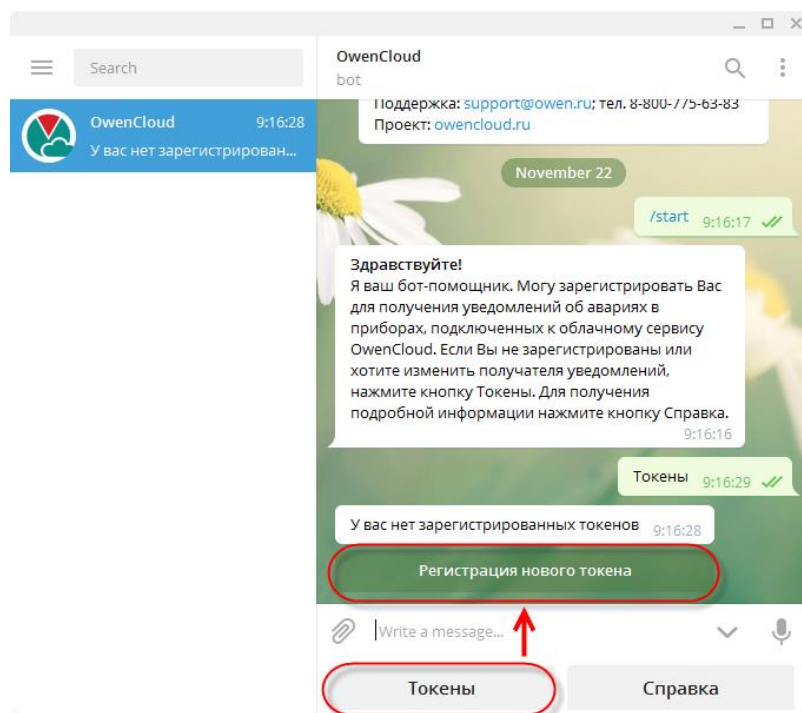 Search
OwenCloud
bot
OwenCloud 9:16:28
У вас нет зарегистрирован...
Поддержка: support@owen.ru; тел. 8-800-775-63-83
Проект: owencloud.ru
November 22
/start 9:16:17
Здравствуйте!
Я ваш бот-помощник. Могу зарегистрировать Вас
для получения уведомлений об авариях в
приборах, подключенных к облачному сервису
OwenCloud. Если Вы не зарегистрированы или
хотите изменить получателя уведомлений,
нажмите кнопку Токены. Для получения
подробной информации нажмите кнопку Справка.
9:16:16
Токены 9:16:29
У вас нет зарегистрированных токенов 9:16:28
Регистрация нового токена
Write a message...
Токены Справка